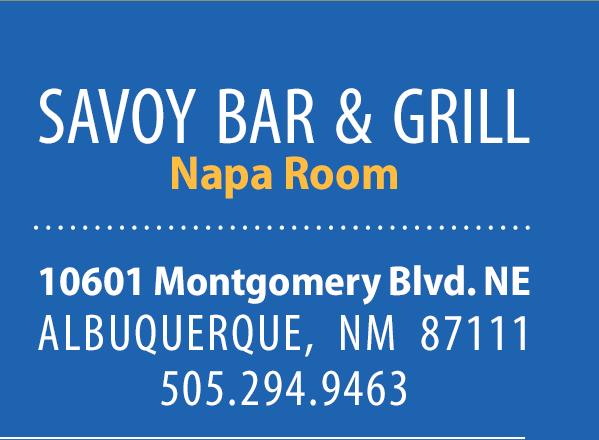 SAVOY BAR & GRILL
Napa Room
10601 Montgomery Blvd. NE
ALBUQUERQUE, NM 87111
505.294.9463